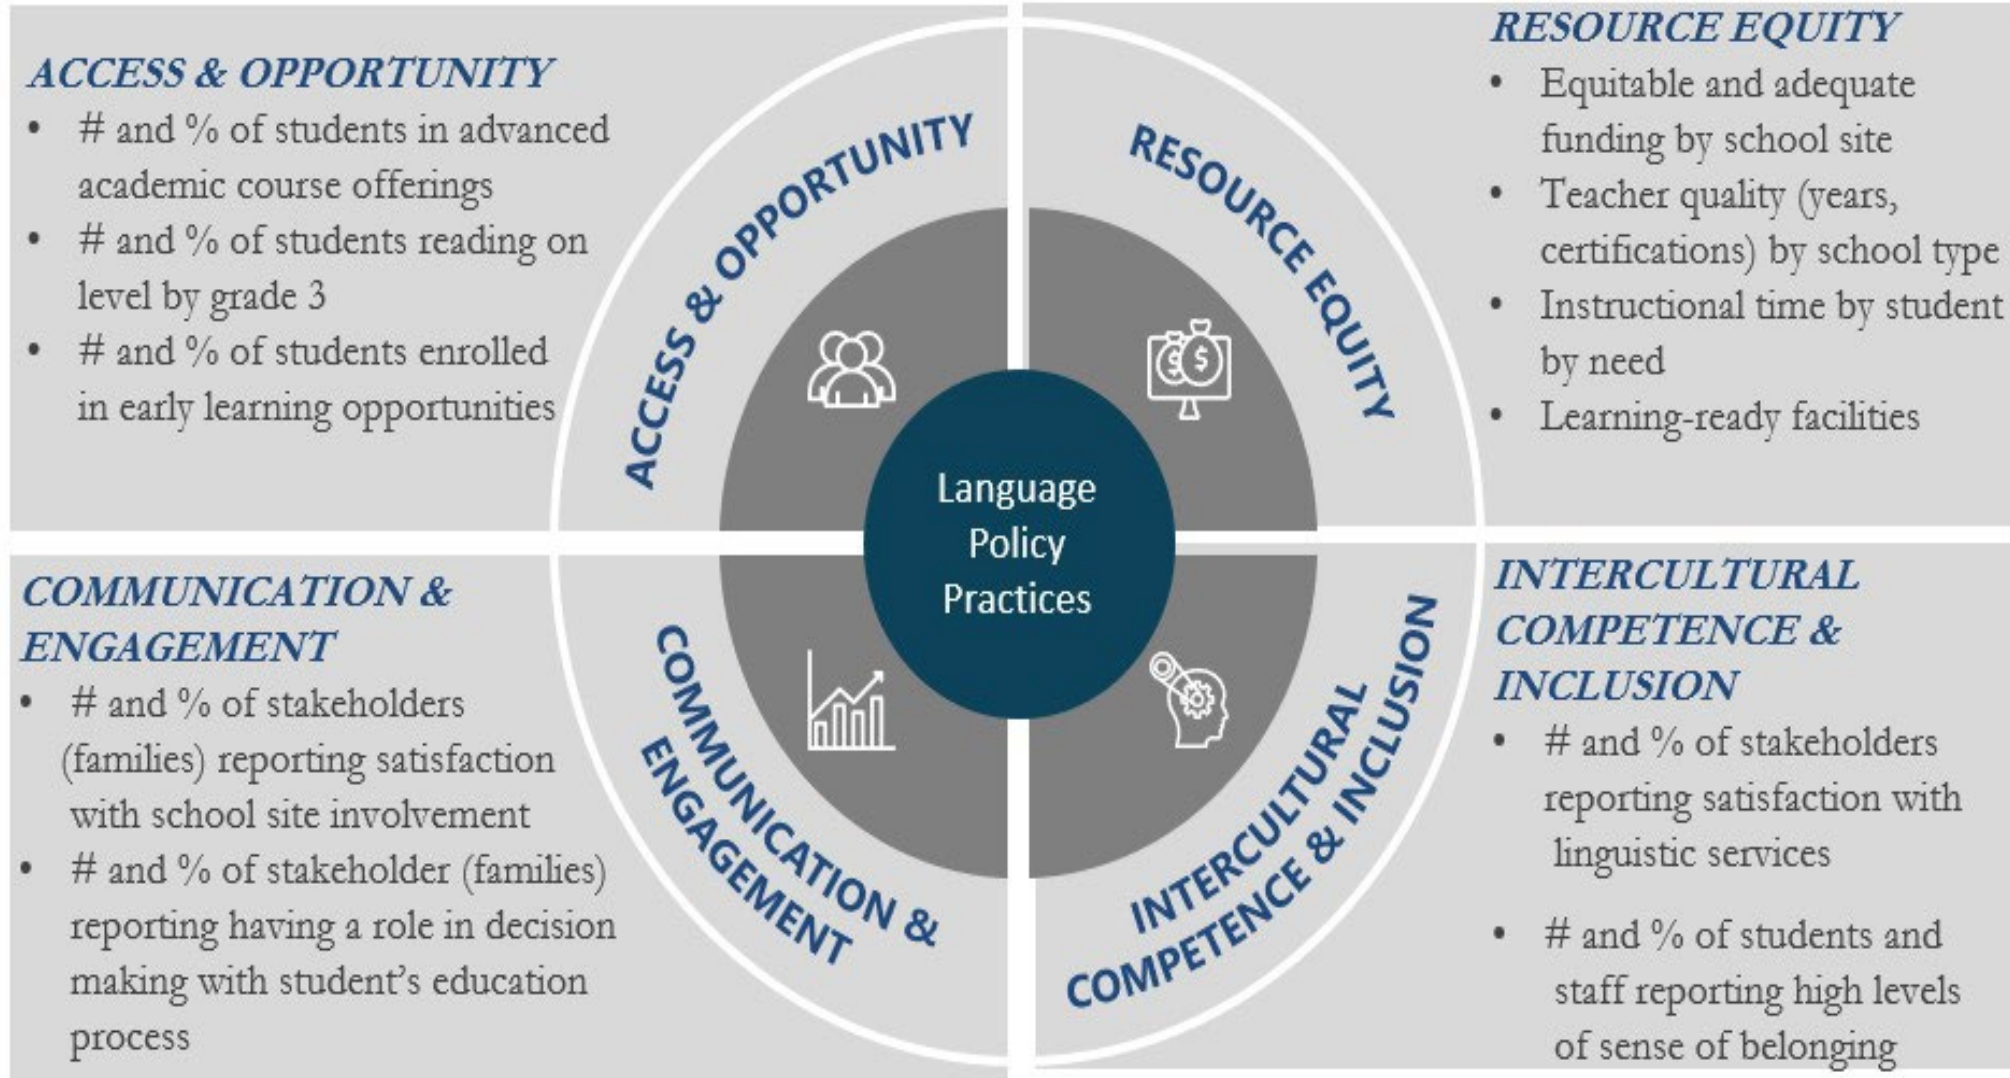 ACCESS & OPPORTUNITY
• # and % of students in advanced
academic course offerings
• # and % of students reading on
level by grade 3
• # and % of students enrolled
in early learning opportunities
RESOURCE EQUITY
• Equitable and adequate
funding by school site
• Teacher quality (years,
certifications) by school type
• Instructional time by student
by need
• Learning-ready facilities
ACCESS & OPPORTUNITY
RESOURCE EQUITY
$ $
Language
Policy
Practices
COMMUNICATION &
ENGAGEMENT
INTERCULTURAL
COMPETENCE & INCLUSION
COMMUNICATION &
ENGAGEMENT
• # and % of stakeholders
(families) reporting satisfaction
with school site involvement
• # and % of stakeholder (families)
reporting having a role in decision
making with student’s education
process
INTERCULTURAL
COMPETENCE &
INCLUSION
• # and % of stakeholders
reporting satisfaction with
linguistic services
• # and % of students and
staff reporting high levels
of sense of belonging